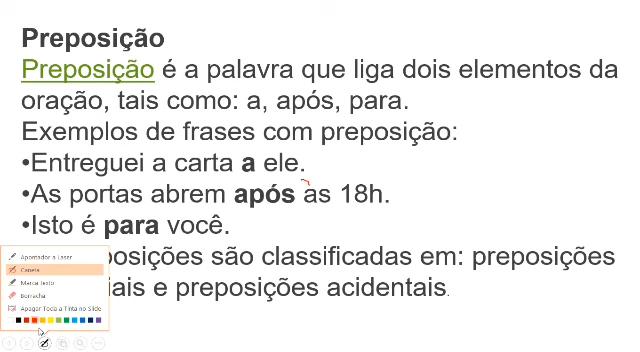 Preposição
Preposição é a palavra que liga dois elementos da
oração, tais como: a, após, para.
Exemplos de frases com preposição:
•Entreguei a carta a ele.
•As portas abrem após as 18h.
•Isto é para você.
posições são classificadas em: preposições
iais e preposições acidentais.
Apontador a Laser
Caneta
Marca Texto
Borracha
Apagar Toda a Tinta no Slide